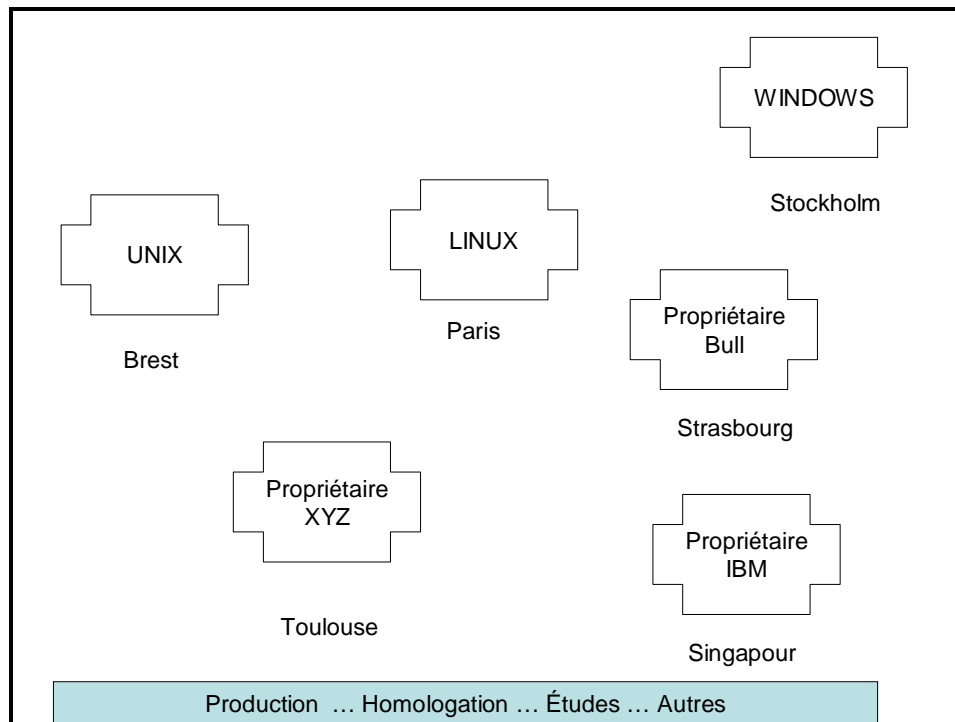 WINDOWS
Stockholm
UNIX
Brest
LINUX
Paris
Propriétaire
Bull
Strasbourg
Propriétaire
XYZ
Toulouse
Propriétaire
IBM
Singapour
Production … Homologation … Études … Autres